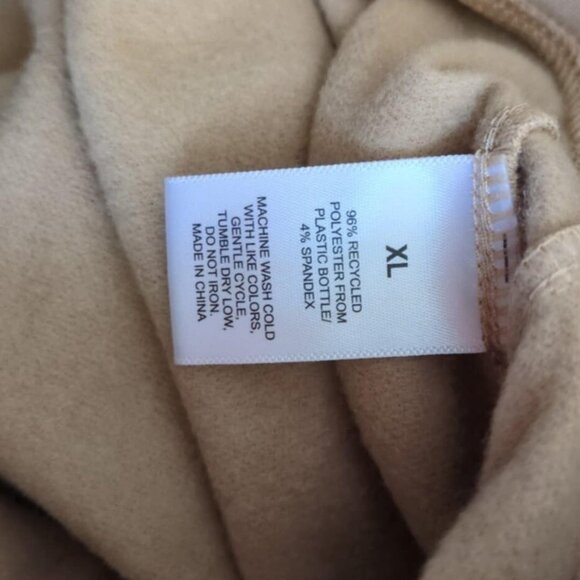 XL
96% RECYCLED
POLYESTER FROM
PLASTIC BOTTLE/
4% SPANDEX
MACHINE WASH COLD
WITH LIKE COLORS,
GENTLE CYCLE,
TUMBLE DRY LOW,
DO NOT IRON.
MADE IN CHINA